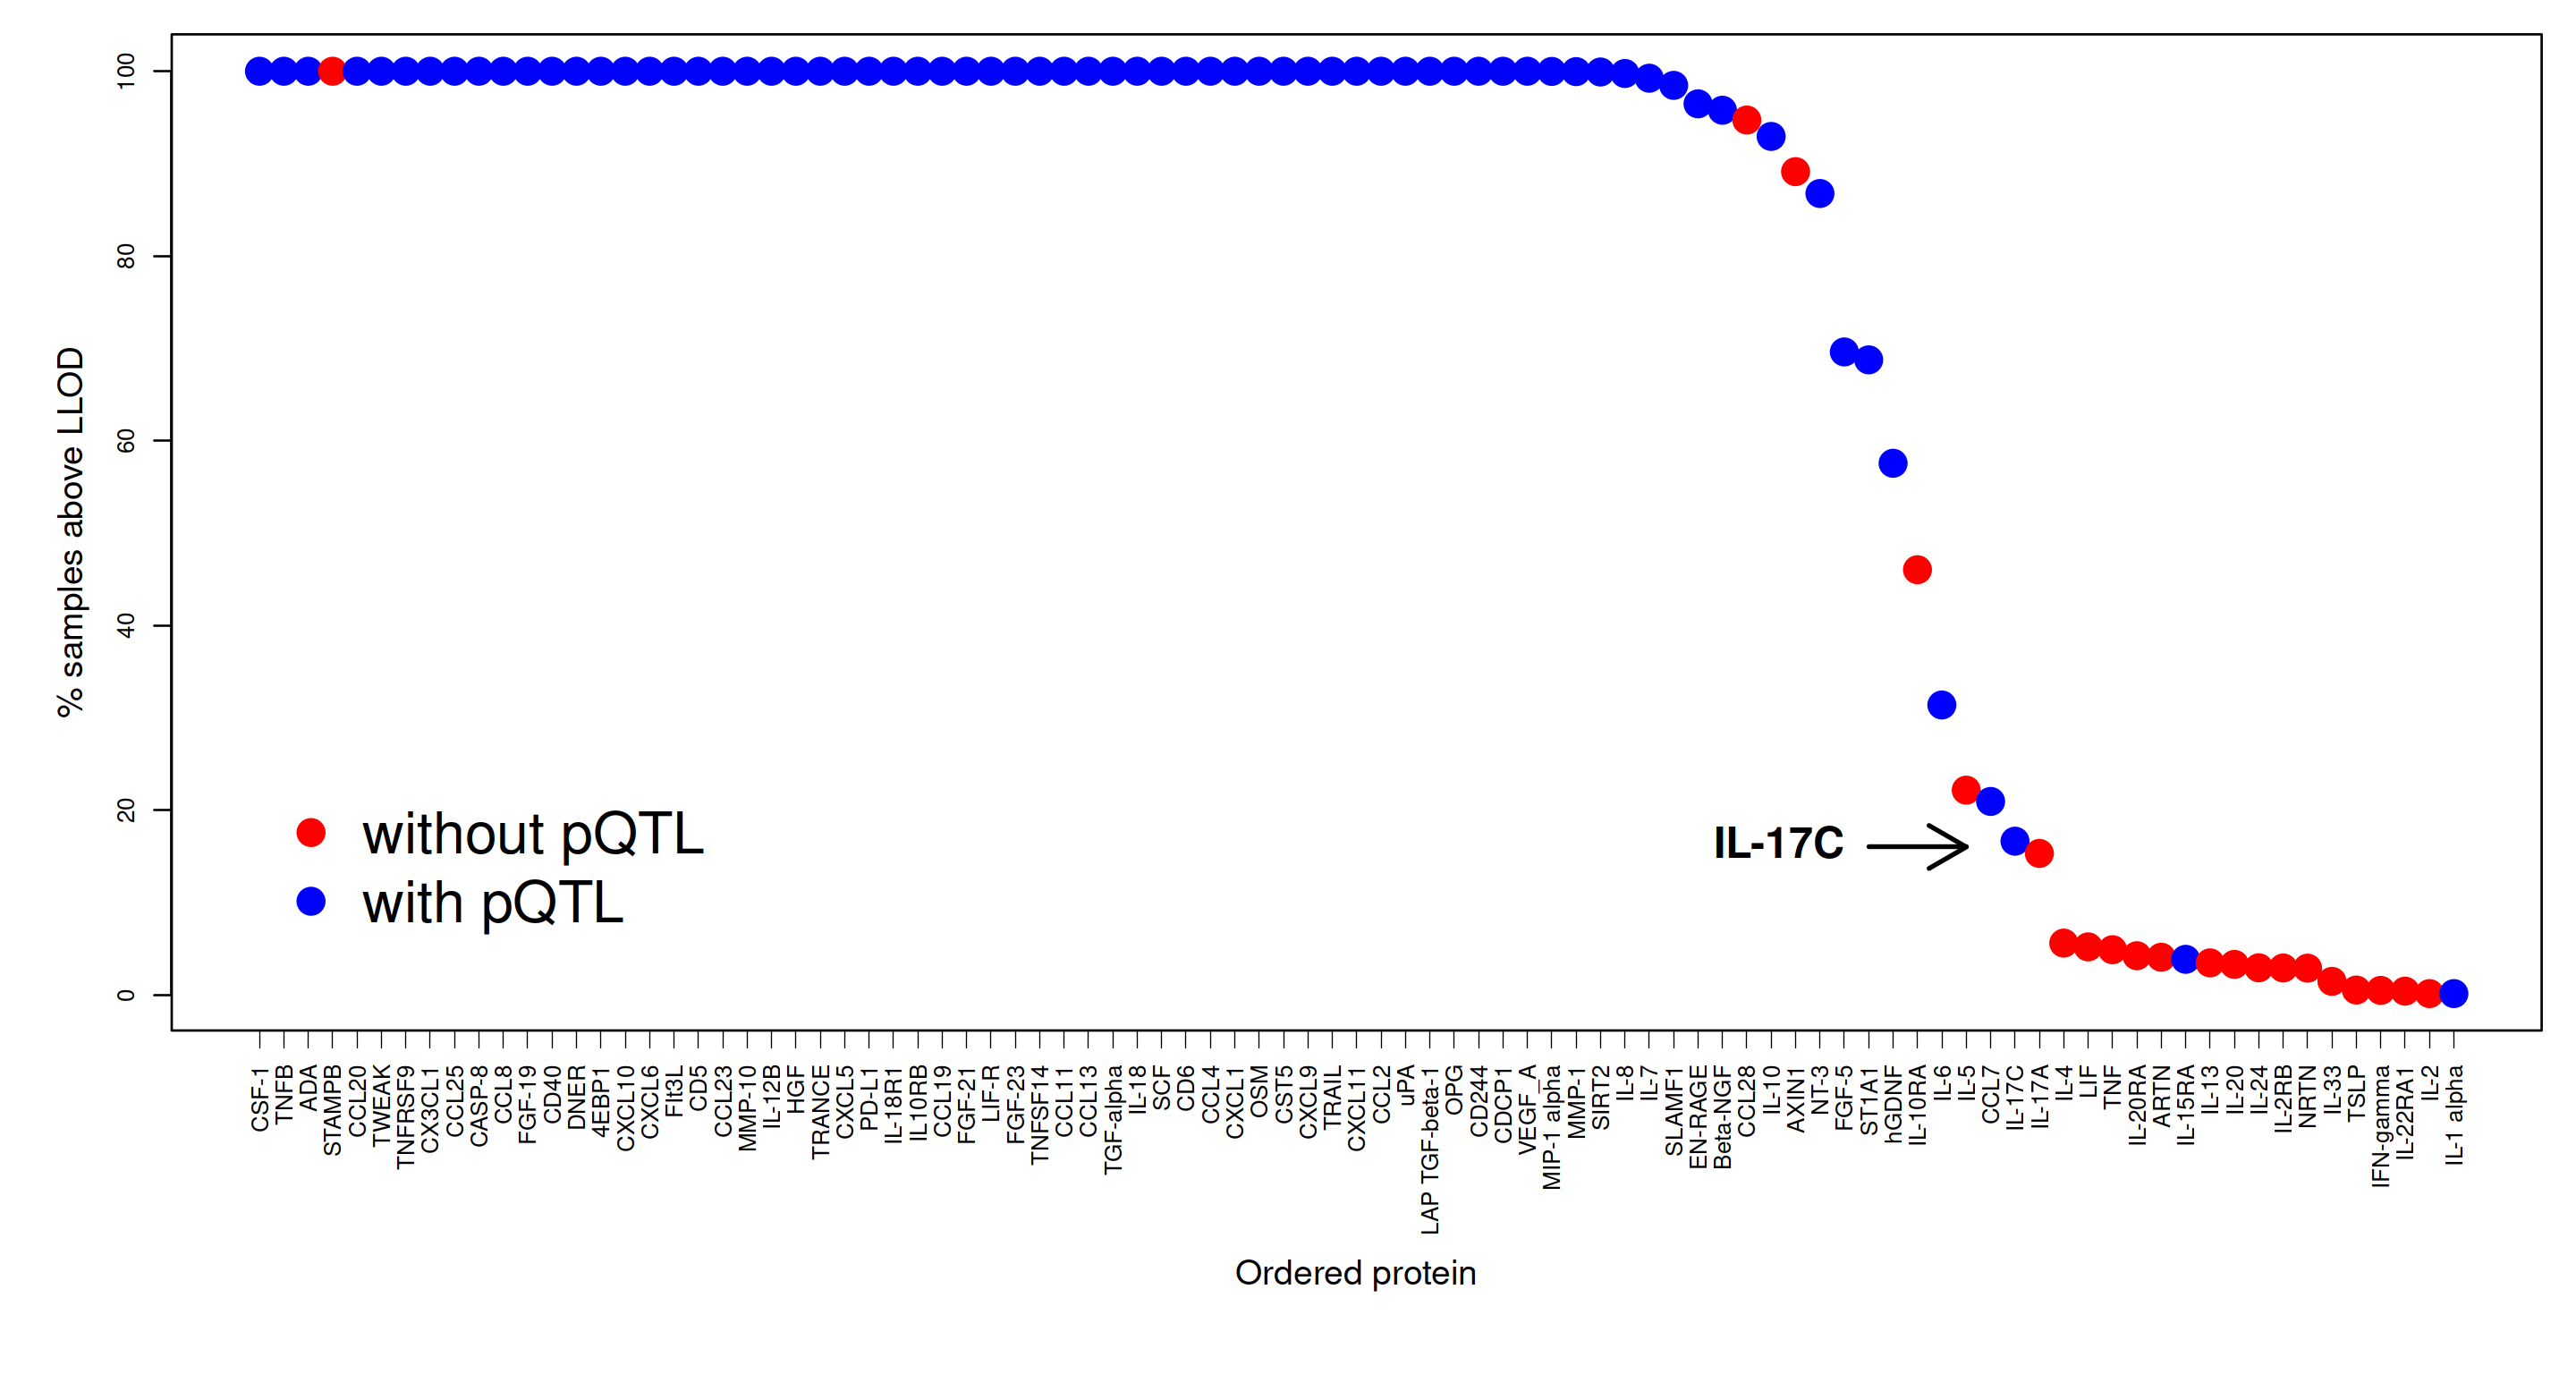 % samples above LLOD
100
80
60
40
20
0
without pQTL
with pQTL
IL-17C
CSF-1
TNFB
ADA
STAMPB
CCL20
TWEAK
TNFRSF9
CX3CL1
CCL25
CASP-8
CCL8
FGF-19
CD40
DNER
4EBP1
CXCL10
CXCL6
Flt3L
CD5
CCL23
MMP-10
IL-12B
HGF
TRANCE
CXCL5
PD-L1
IL-18R1
IL10RB
CCL19
FGF-21
LIF-R
FGF-23
TNFSF14
CCL11
CCL13
TGF-alpha
IL-18
SCF
CD6
CCL4
CXCL1
OSM
CST5
CXCL9
TRAIL
CXCL11
CCL2
uPA
LAP TGF-beta-1
OPG
CD244
CDCP1
VEGF_A
MIP-1 alpha
MMP-1
SIRT2
IL-8
IL-7
SLAMF1
EN-RAGE
Beta-NGF
CCL28
IL-10
AXIN1
NT-3
FGF-5
ST1A1
hGDNF
IL-10RA
IL-6
IL-5
CCL7
IL-17C
IL-17A
IL-4
LIF
TNF
IL-20RA
ARTN
IL-15RA
IL-13
IL-20
IL-24
IL-2RB
NRTN
IL-33
TSLP
IFN-gamma
IL-22RA1
IL-2
IL-1 alpha
Ordered protein